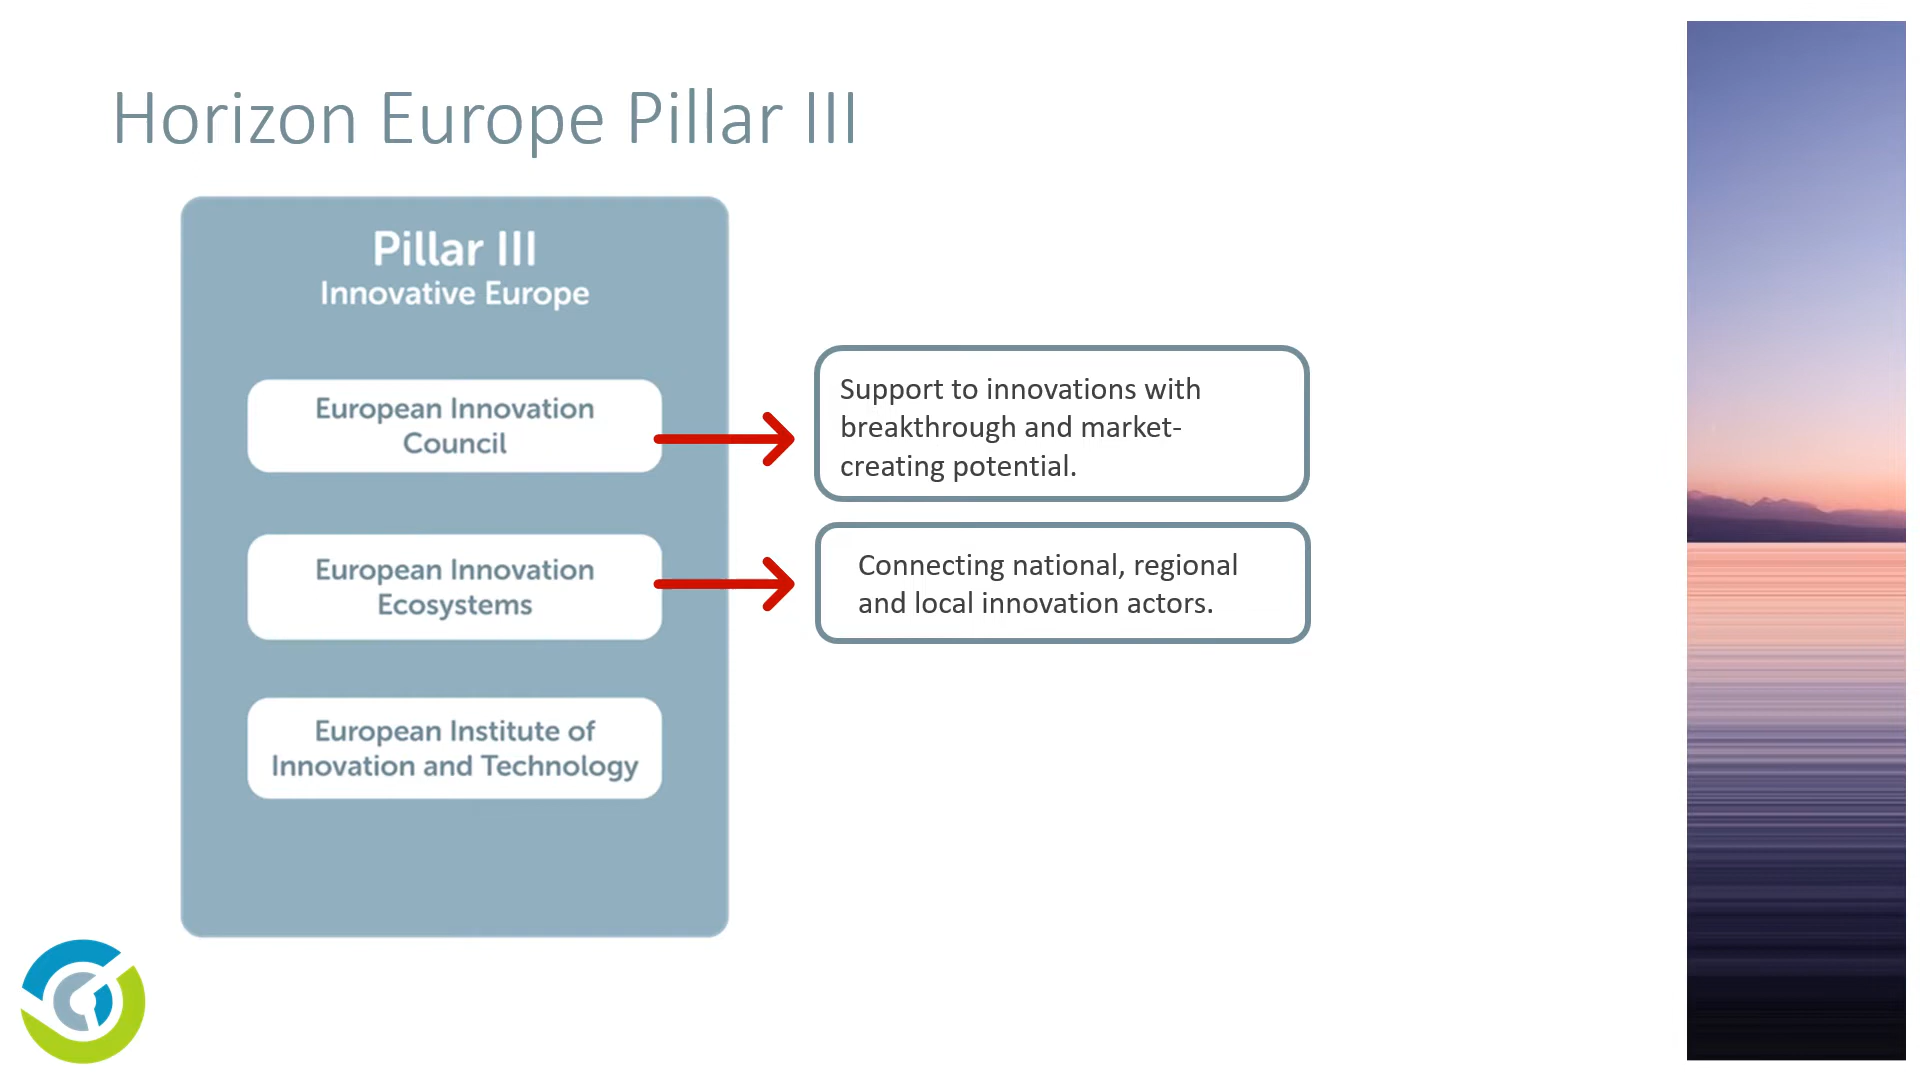 Horizon Europe Pillar III
Pillar III
Innovative Europe
European Innovation
Council
Support to innovations with
breakthrough and market-
creating potential.
European Innovation
Ecosystems
Connecting national, regional
and local innovation actors.
European Institute of
Innovation and Technology